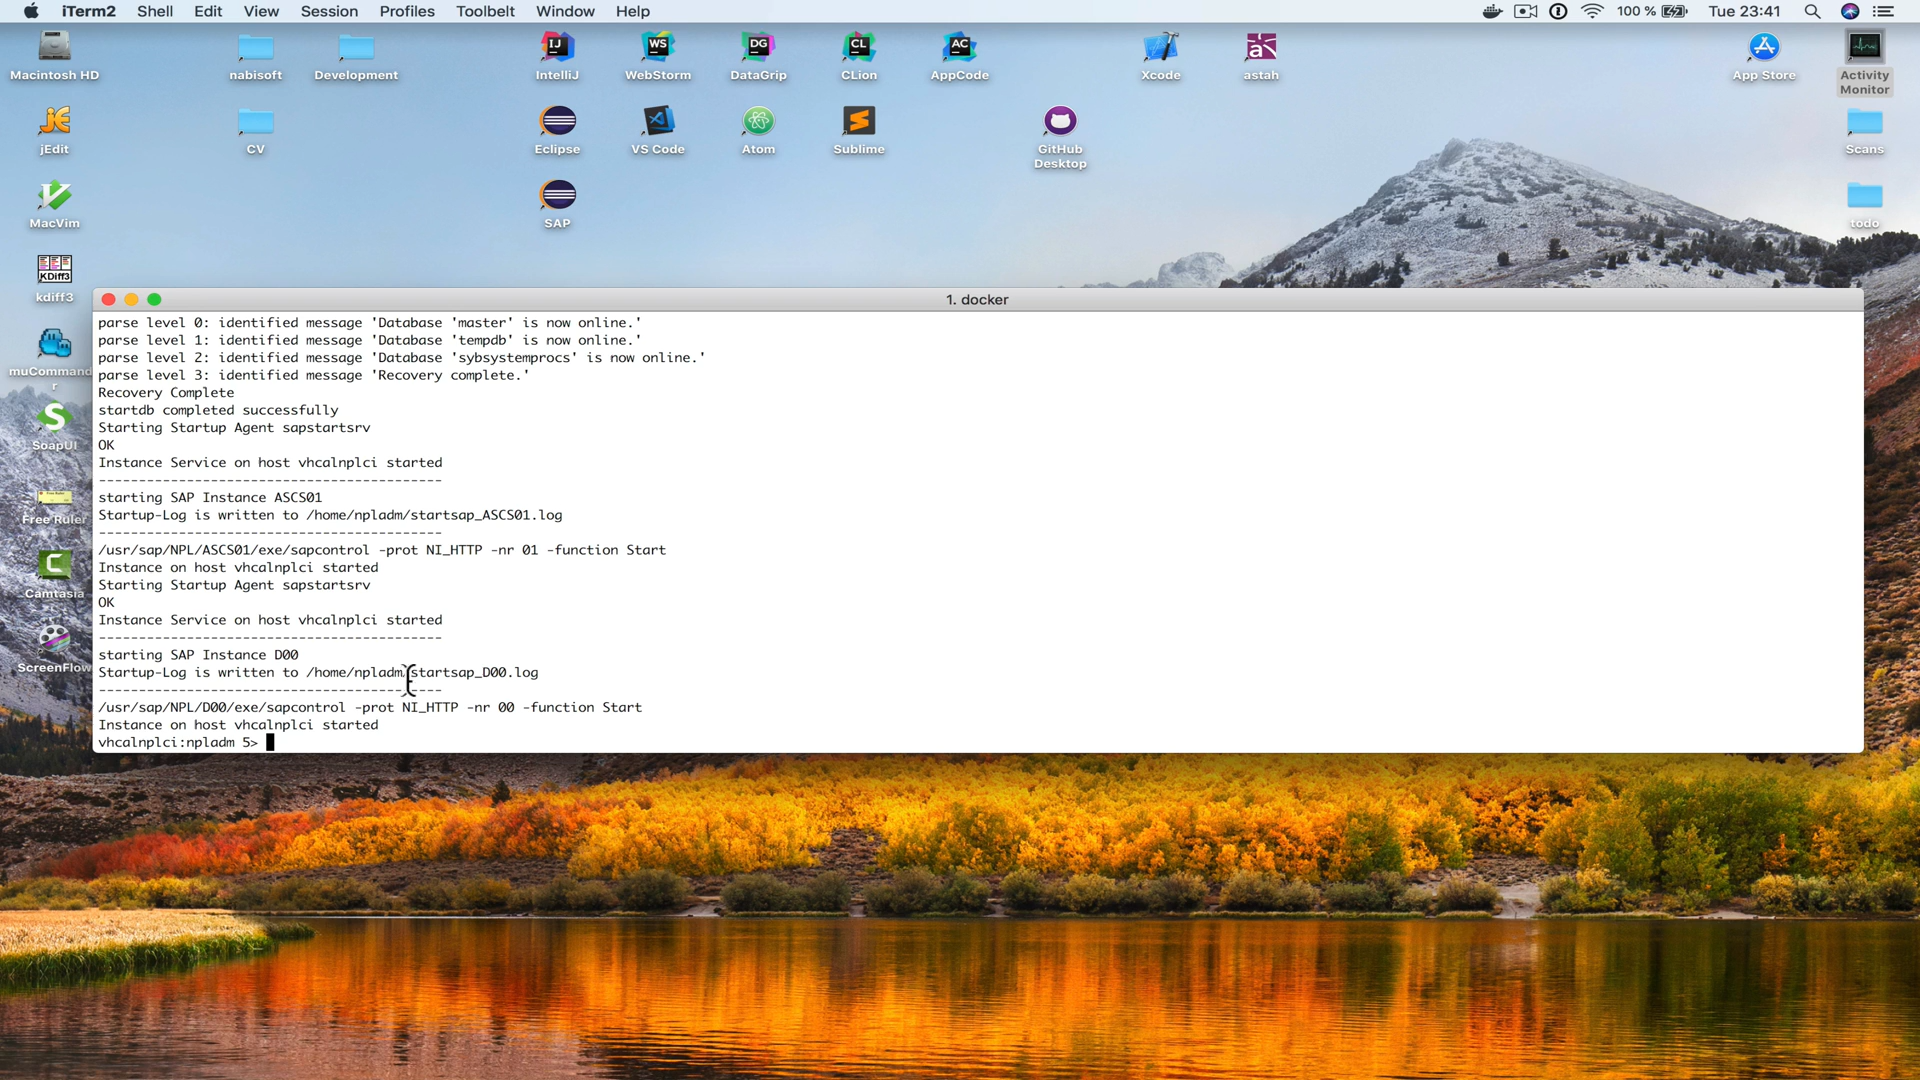 iTerm2 Shell Edit View Session Profiles Toolbelt Window Help 100 % Tue 23:41
Macintosh HD nabisoft Development IntelliJ WebStorm DataGrip CLion AppCode Xcode astah App Store Activity Monitor
IJ WS DG CL AC
jEdit CV Eclipse VS Code Atom Sublime GitHub Desktop Scans
MacVim SAP todo
KDiff3
kdiff3
muCommander
SoapUI
Free Ruler
Camtasia
ScreenFlow
1. docker
parse level 0: identified message 'Database 'master' is now online.'
parse level 1: identified message 'Database 'tempdb' is now online.'
parse level 2: identified message 'Database 'sybsystemprocs' is now online.'
parse level 3: identified message 'Recovery complete.'
Recovery Complete
startdb completed successfully
Starting Startup Agent sapstartsrv
OK
Instance Service on host vhcalnplci started
-------------------------------------------
starting SAP Instance ASCS01
Startup-Log is written to /home/npladm/startsap_ASCS01.log
-------------------------------------------
/usr/sap/NPL/ASCS01/exe/sapcontrol -prot NI_HTTP -nr 01 -function Start
Instance on host vhcalnplci started
Starting Startup Agent sapstartsrv
OK
Instance Service on host vhcalnplci started
-------------------------------------------
starting SAP Instance D00
Startup-Log is written to /home/npladm/startsap_D00.log
-------------------------------------------
/usr/sap/NPL/D00/exe/sapcontrol -prot NI_HTTP -nr 00 -function Start
Instance on host vhcalnplci started
vhcalnplci:npladm 5>